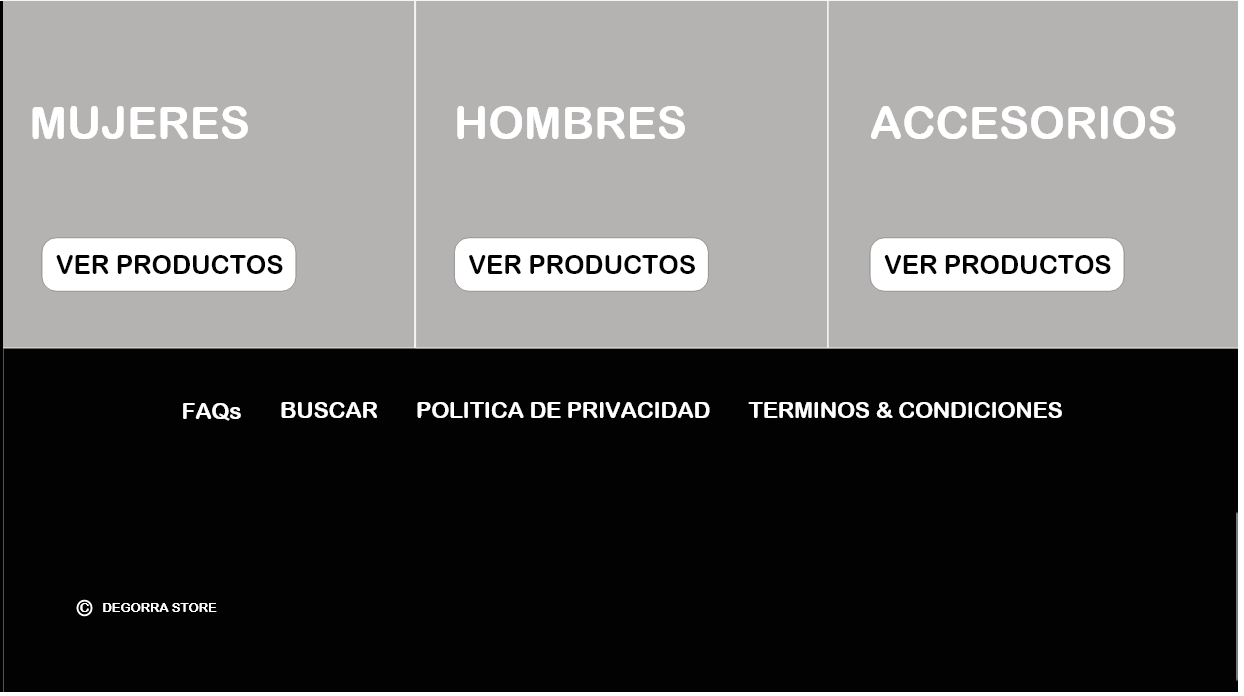 MUJERES
HOMBRES
ACCESORIOS
VER PRODUCTOS
VER PRODUCTOS
VER PRODUCTOS
FAQs
BUSCAR
POLITICA DE PRIVACIDAD
TERMINOS & CONDICIONES
© DEGORRA STORE